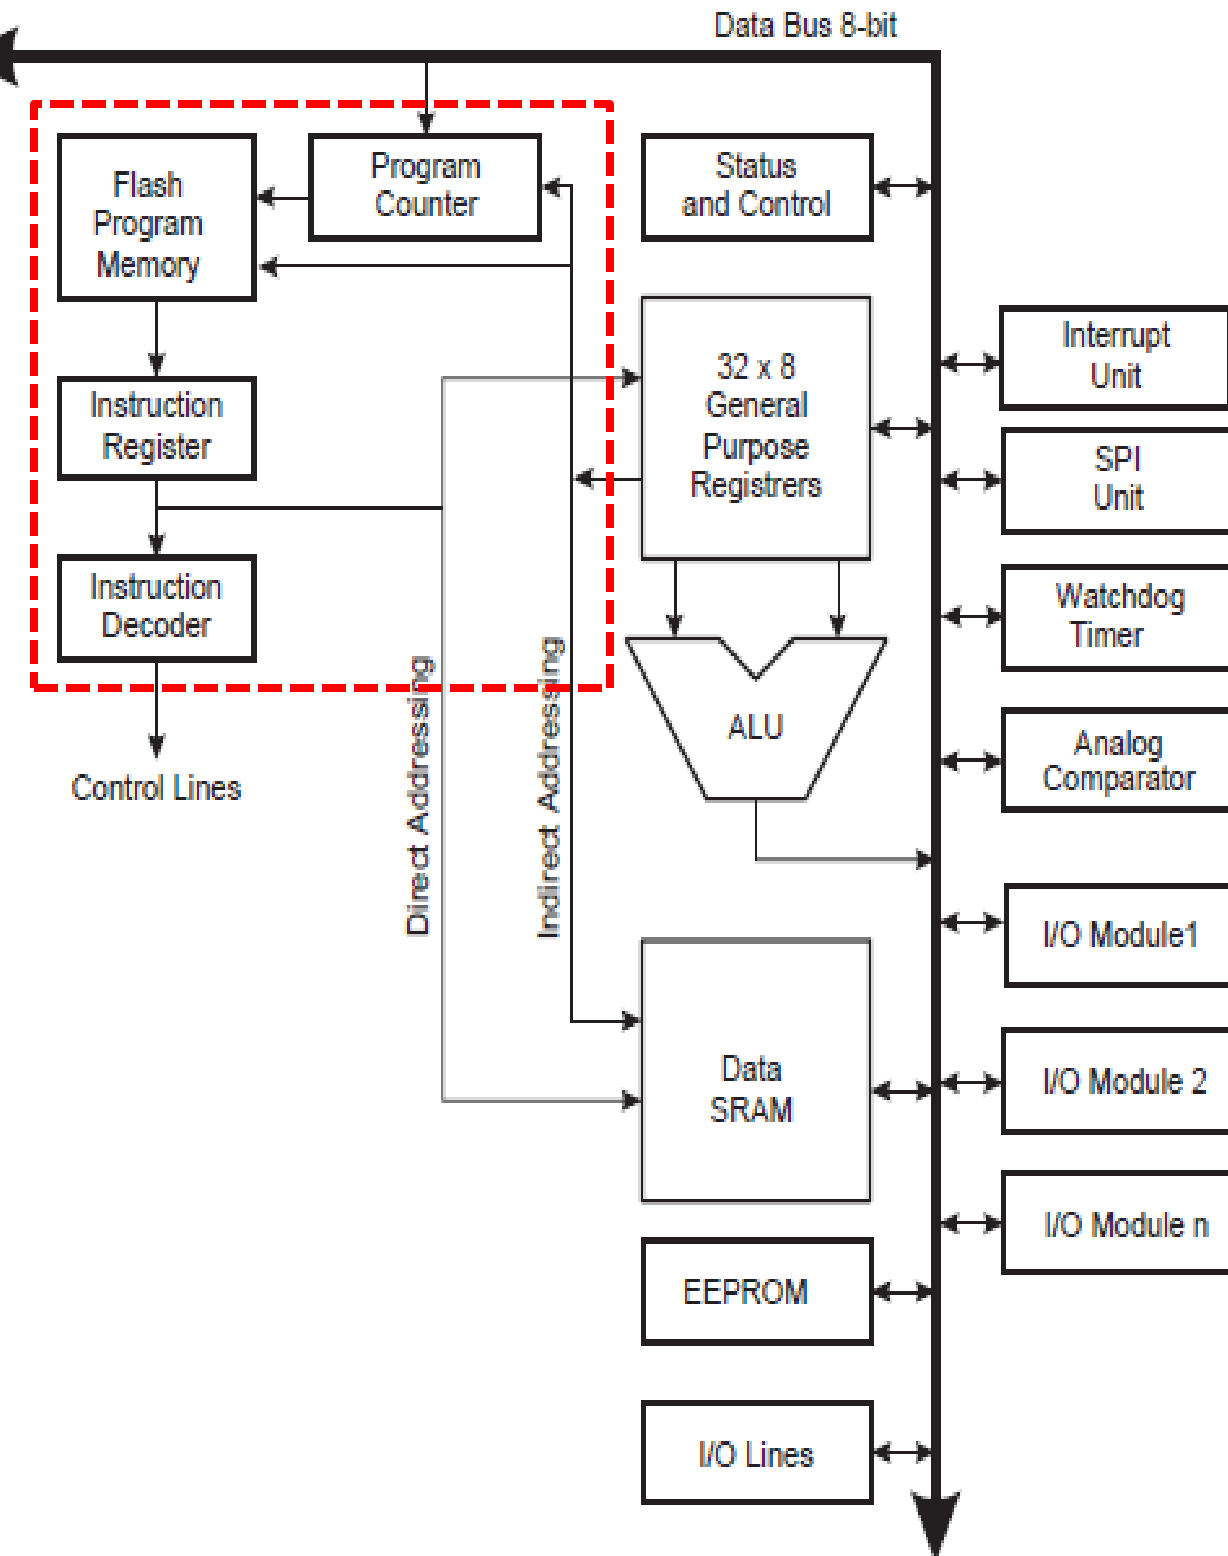 Data Bus 8-bit
Flash
Program
Memory
Program
Counter
Status
and Control
Instruction
Register
32 x 8
General
Purpose
Registrers
Interrupt
Unit
SPI
Unit
Instruction
Decoder
Watchdog
Timer
Control Lines
Direct Addressing
Indirect Addressing
ALU
Analog
Comparator
I/O Module1
Data
SRAM
I/O Module 2
I/O Module n
EEPROM
I/O Lines